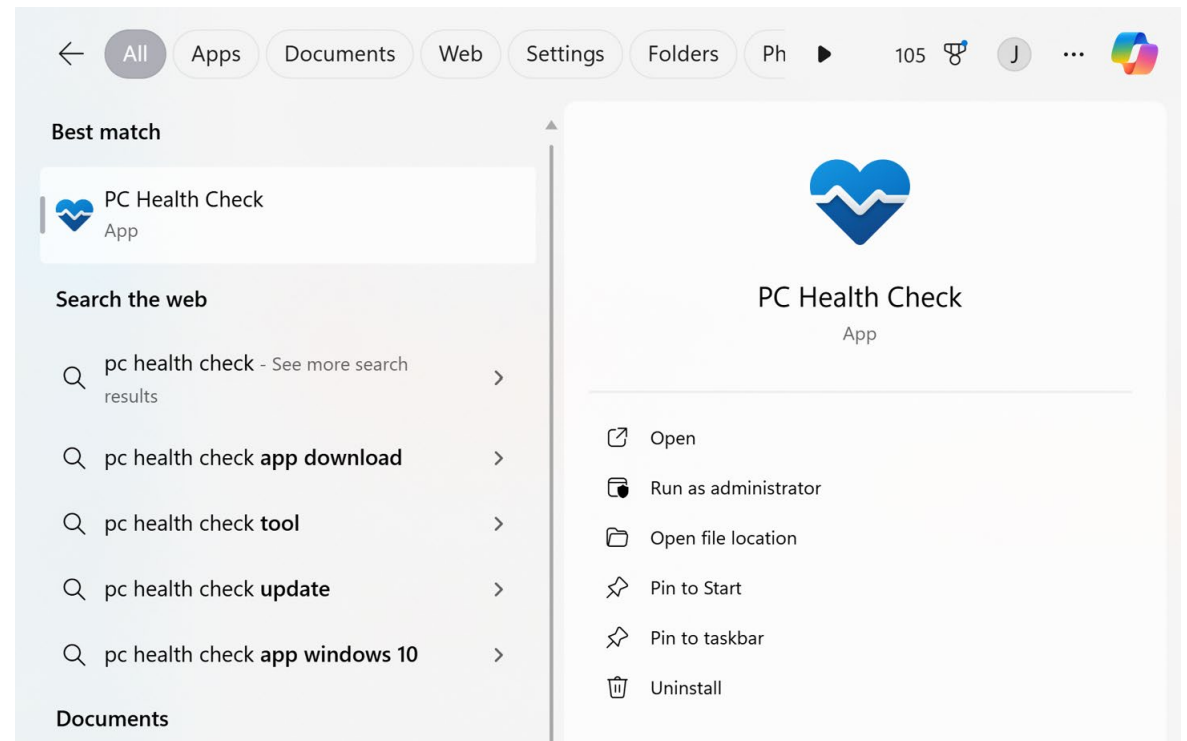 All
Apps
Documents
Web
Settings
Folders
Ph
105
J
Best match
PC Health Check
App
Search the web
pc health check - See more search
results
pc health check app download
pc health check tool
pc health check update
pc health check app windows 10
Documents
PC Health Check
App
Open
Run as administrator
Open file location
Pin to Start
Pin to taskbar
Uninstall